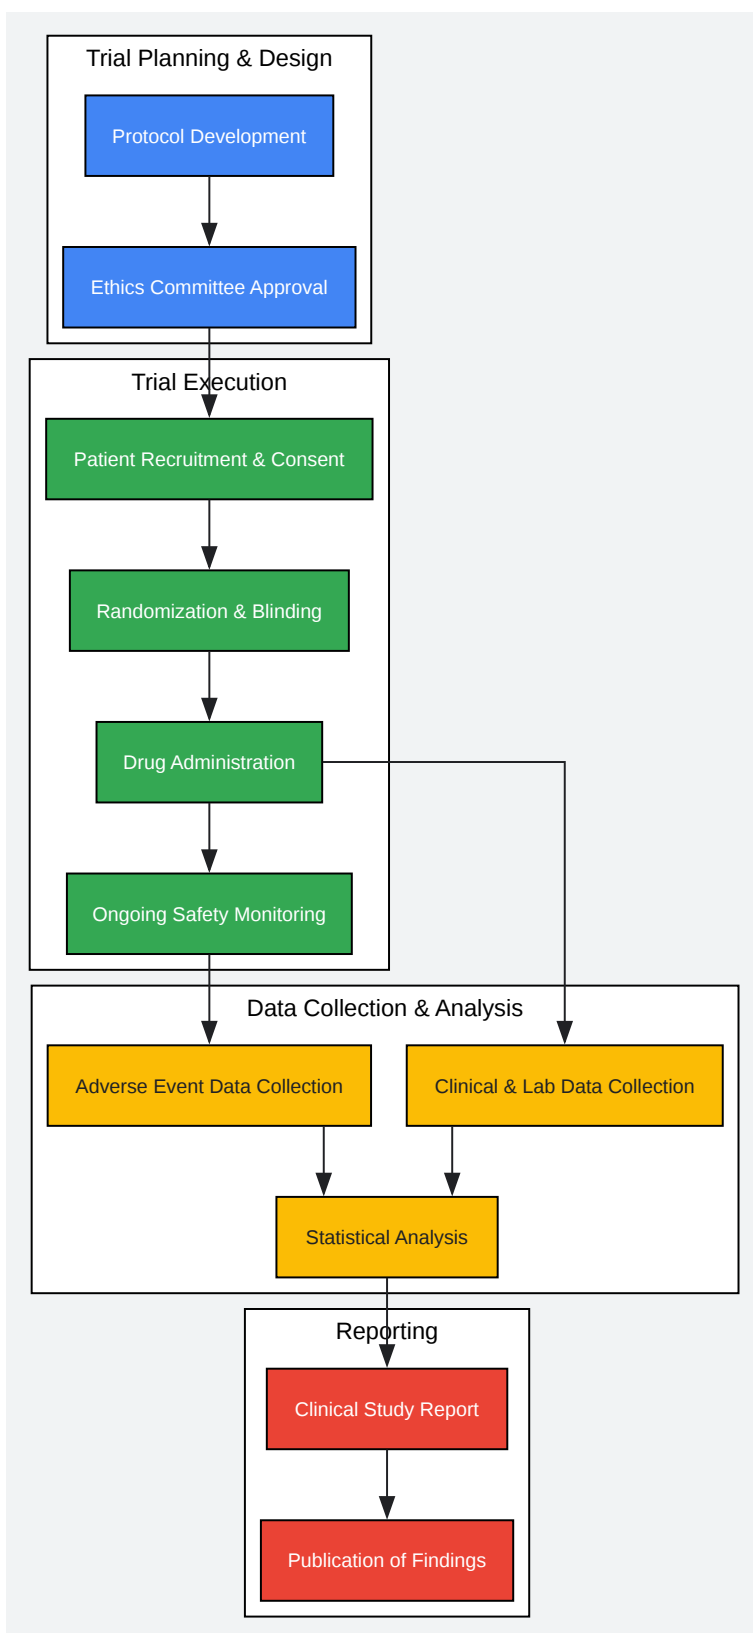 Trial Planning & Design
Protocol Development
Ethics Committee Approval
Trial Execution
Patient Recruitment & Consent
Randomization & Blinding
Drug Administration
Ongoing Safety Monitoring
Data Collection & Analysis
Adverse Event Data Collection
Clinical & Lab Data Collection
Statistical Analysis
Reporting
Clinical Study Report
Publication of Findings